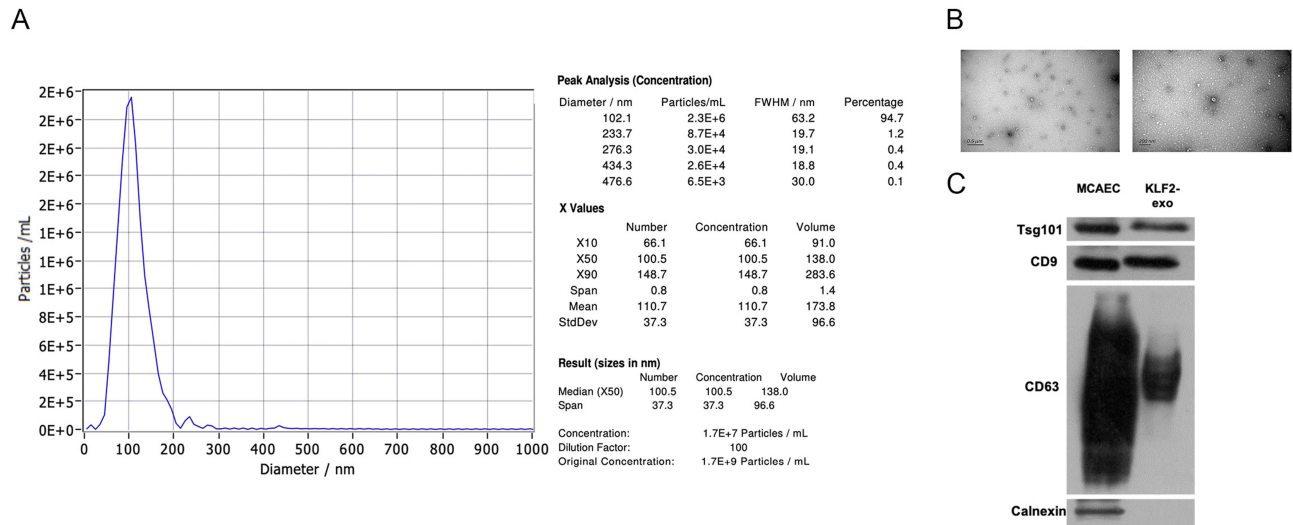 A
Particles /mL
2E+6
2E+6
2E+6
2E+6
2E+6
1E+6
1E+6
1E+6
8E+5
6E+5
4E+5
2E+5
0E+0
0 100 200 300 400 500 600 700 800 900 1000
Diameter / nm
Peak Analysis (Concentration)
Diameter / nm Particles/mL FWHM / nm Percentage
102.1 2.3E+6 63.2 94.7
233.7 8.7E+4 19.7 1.2
276.3 3.0E+4 19.1 0.4
434.3 2.6E+4 18.8 0.4
476.6 6.5E+3 30.0 0.1
X Values
Number Concentration Volume
X10 66.1 66.1 91.0
X50 100.5 100.5 138.0
X90 148.7 148.7 283.6
Span 0.8 0.8 1.4
Mean 110.7 110.7 173.8
StdDev 37.3 37.3 96.6
Result (sizes in nm)
Number Concentration Volume
Median (X50) 100.5 100.5 138.0
Span 37.3 37.3 96.6
Concentration: 1.7E+7 Particles / mL
Dilution Factor: 100
Original Concentration: 1.7E+9 Particles / mL
B
0.5 µm
200 nm
C
MCAEC KLF2-
exo
Tsg101
CD9
CD63
Calnexin